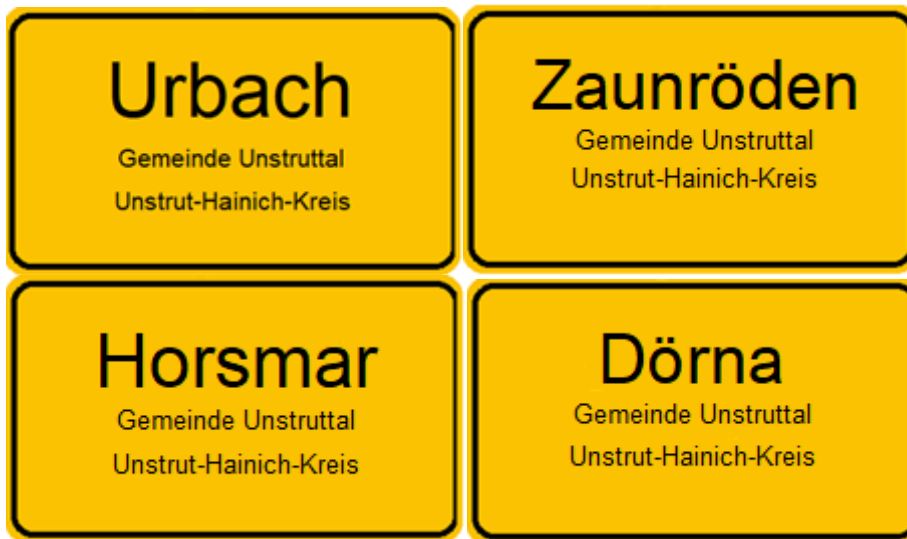 Urbach
Gemeinde Unstruttal
Unstrut-Hainich-Kreis
Zaunröden
Gemeinde Unstruttal
Unstrut-Hainich-Kreis
Horsmar
Gemeinde Unstruttal
Unstrut-Hainich-Kreis
Dörna
Gemeinde Unstruttal
Unstrut-Hainich-Kreis